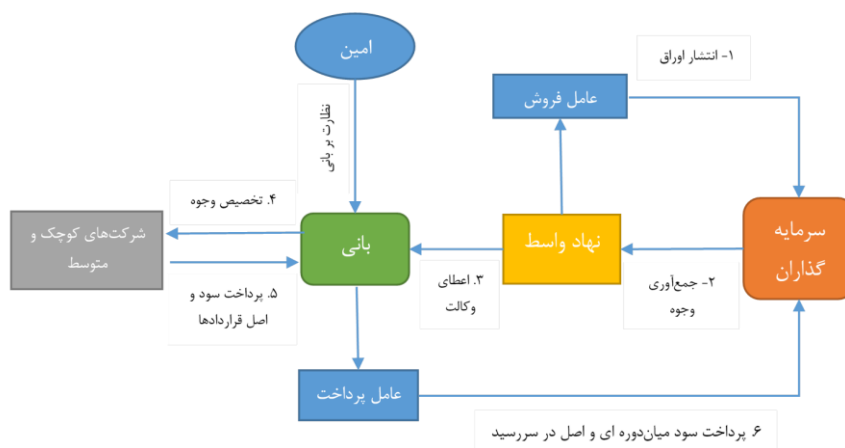 امین
۱- انتشار اوراق
عامل فروش
نظارت بر بانی
۴. تخصیص وجوه
شرکت‌های کوچک و
متوسط
بانی
نهاد واسط
سرمایه
گذاران
۳. اعطای
وکالت
۲- جمع‌آوری
وجوه
۵. پرداخت سود و
اصل قراردادها
عامل پرداخت
۶. پرداخت سود میان‌دوره ای و اصل در سررسید